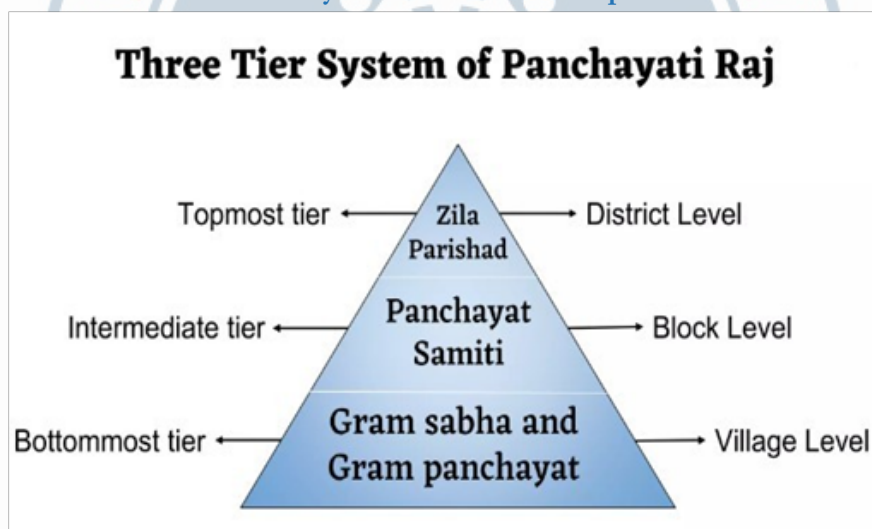 Three Tier System of Panchayati Raj
Topmost tier
Zila
Parishad
District Level
Intermediate tier
Panchayat
Samiti
Block Level
Bottommost tier
Gram sabha and
Gram panchayat
Village Level